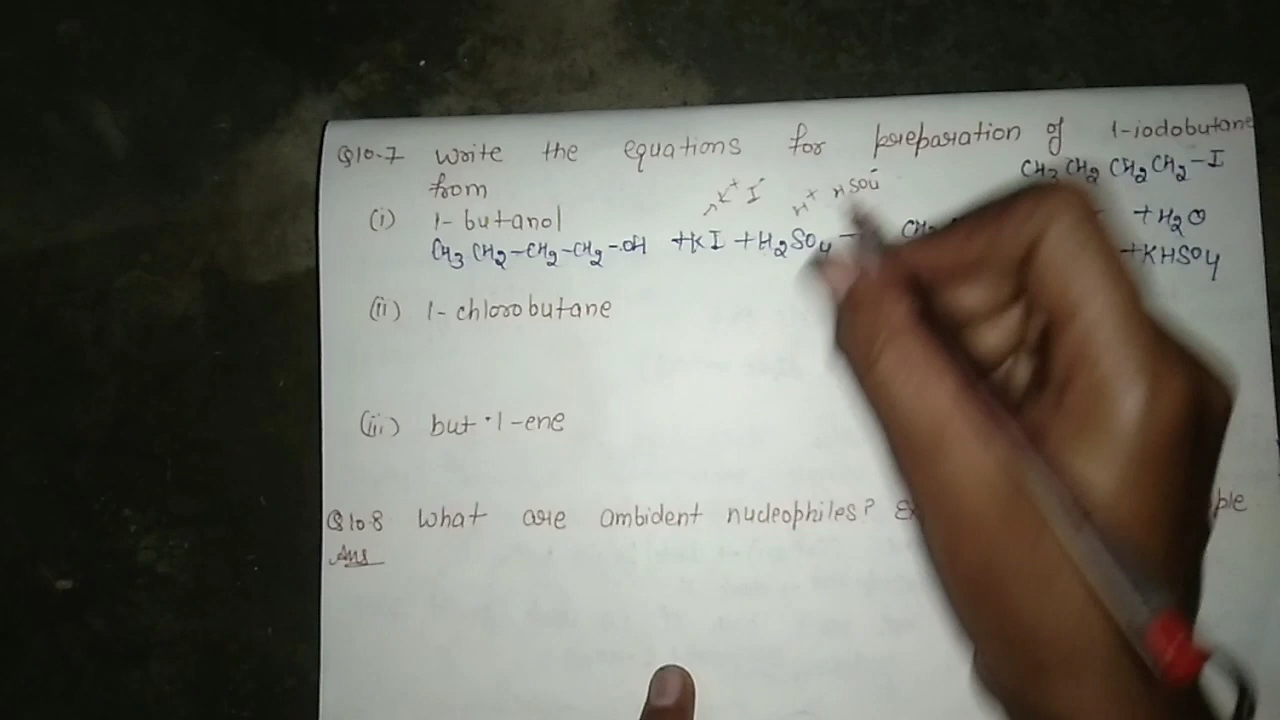 Q10.7 Write the equations for preparation of 1-iodobutane
from CH3 CH2 CH2 CH2 - I
K+ I- H+ HSO4-
(i) 1-butanol
CH3 CH2-CH2-CH2-OH +KI +H2SO4 + H2O
+KHSO4
(ii) 1-chlorobutane
(iii) but-1-ene
Q10.8 What are ambident nucleophiles?
Ans